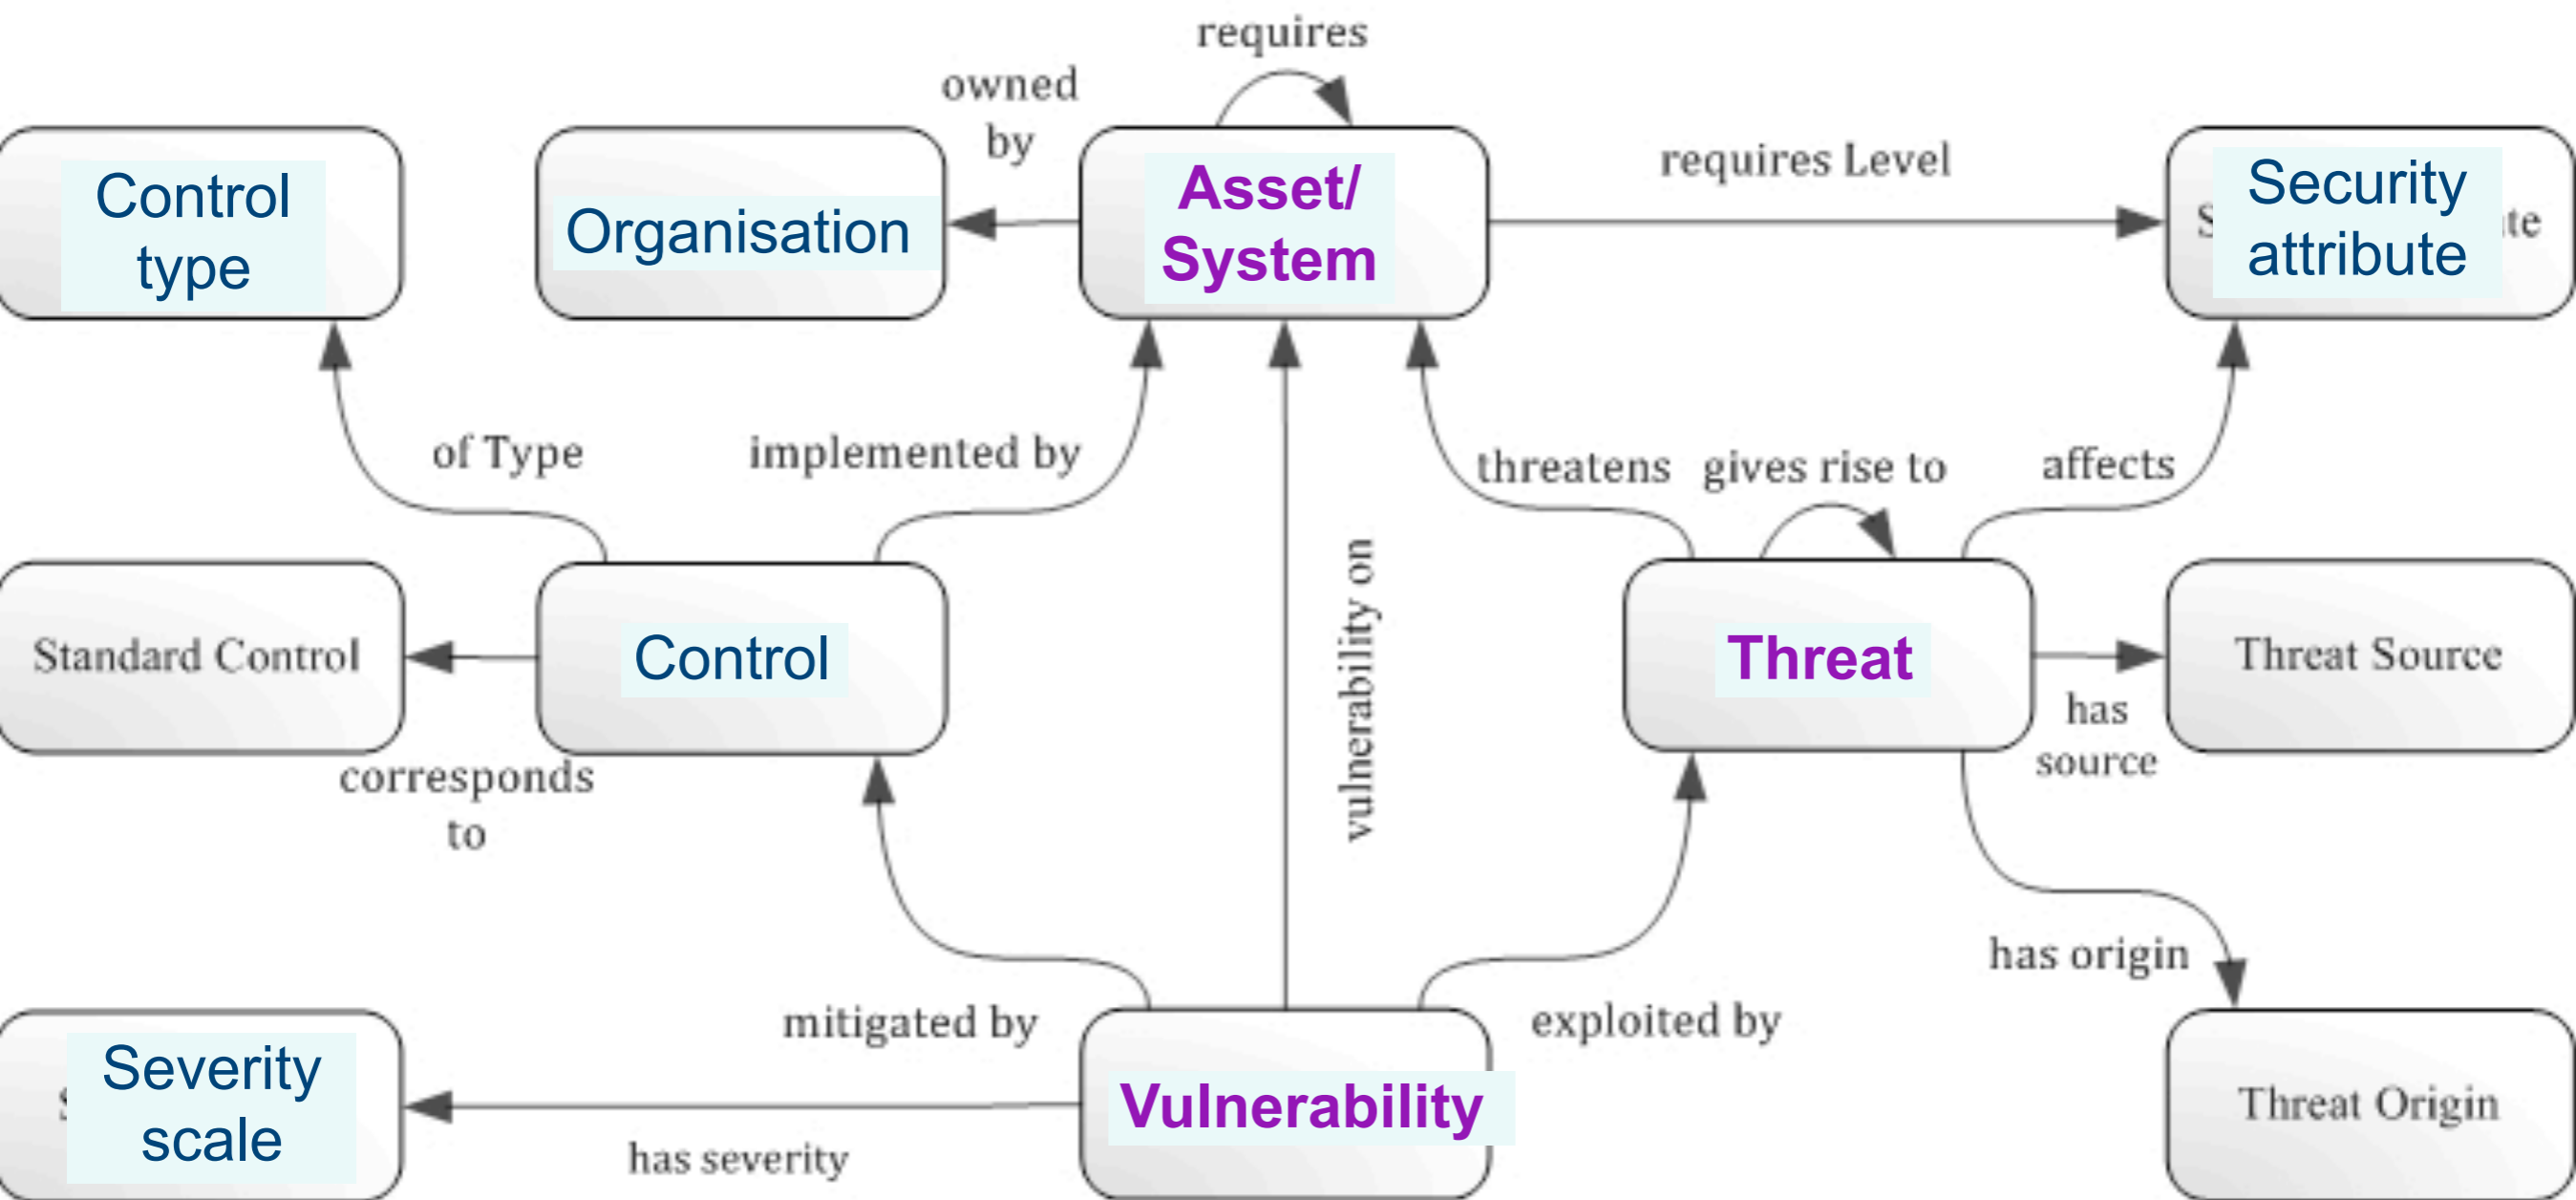 requires
owned
by
Control
type
Organisation
Asset/
System
requires Level
Security
attribute
te
of Type
implemented by
threatens
gives rise to
affects
vulnerability on
Standard Control
Control
Threat
Threat Source
has
source
corresponds
to
has origin
mitigated by
exploited by
Severity
scale
Vulnerability
Threat Origin
has severity